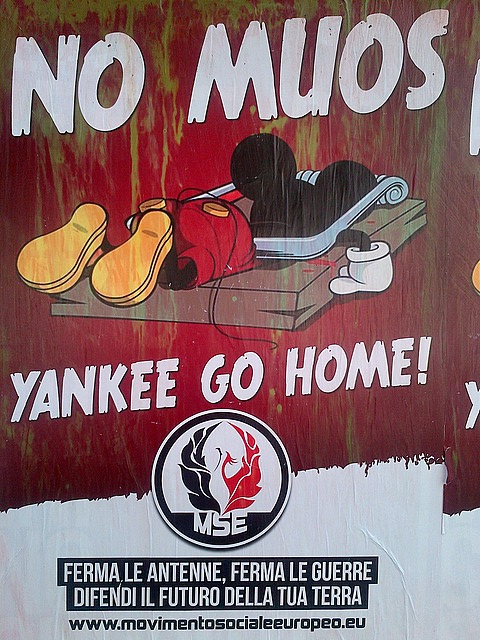 NO MUOS
YANKEE GO HOME!
MSE
FERMA LE ANTENNE, FERMA LE GUERRE
DIFENDI IL FUTURO DELLA TUA TERRA
www.movimentosocialeeuropeo.eu